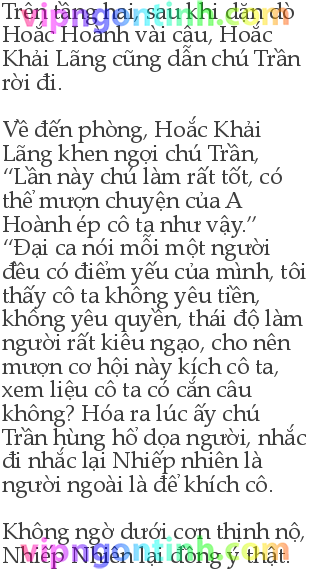 vipngontinh.com
Trên tầng hai, sau khi dặn dò
Hoắc Hoành vài câu, Hoắc
Khải Lãng cũng dẫn chú Trần
rời đi.
Về đến phòng, Hoắc Khải
Lãng khen ngợi chú Trần,
“Lần này chú làm rất tốt, có
thể mượn chuyện của A
Hoành ép cô ta như vậy.”
“Đại ca nói mỗi một người
đều có điểm yếu của mình, tôi
thấy cô ta không yêu tiền,
không yêu quyền, thái độ làm
người rất kiêu ngạo, cho nên
mượn cơ hội này kích cô ta,
xem liệu cô ta có cắn câu
không? Hóa ra lúc ấy chú
Trần hùng hổ dọa người, nhắc
đi nhắc lại Nhiếp nhiên là
người ngoài là để khích cô.
Không ngờ dưới cơn thịnh nộ,
Nhiếp Nhiên lại đồng ý thật.
vipngontinh.com